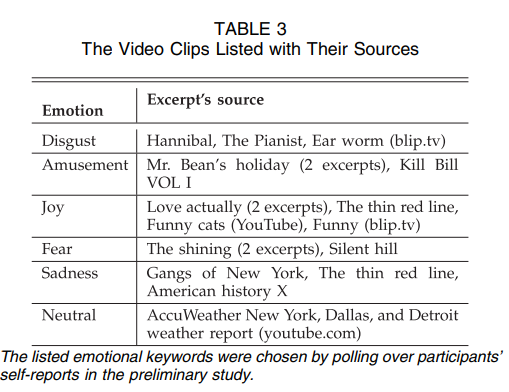 TABLE 3
The Video Clips Listed with Their Sources
Emotion
Excerpt's source
Disgust
Hannibal, The Pianist, Ear worm (blip.tv)
Amusement
Mr. Bean's holiday (2 excerpts), Kill Bill
VOL I
Joy
Love actually (2 excerpts), The thin red line,
Funny cats (YouTube), Funny (blip.tv)
Fear
The shining (2 excerpts), Silent hill
Sadness
Gangs of New York, The thin red line,
American history X
Neutral
AccuWeather New York, Dallas, and Detroit
weather report (youtube.com)
The listed emotional keywords were chosen by polling over participants'
self-reports in the preliminary study.